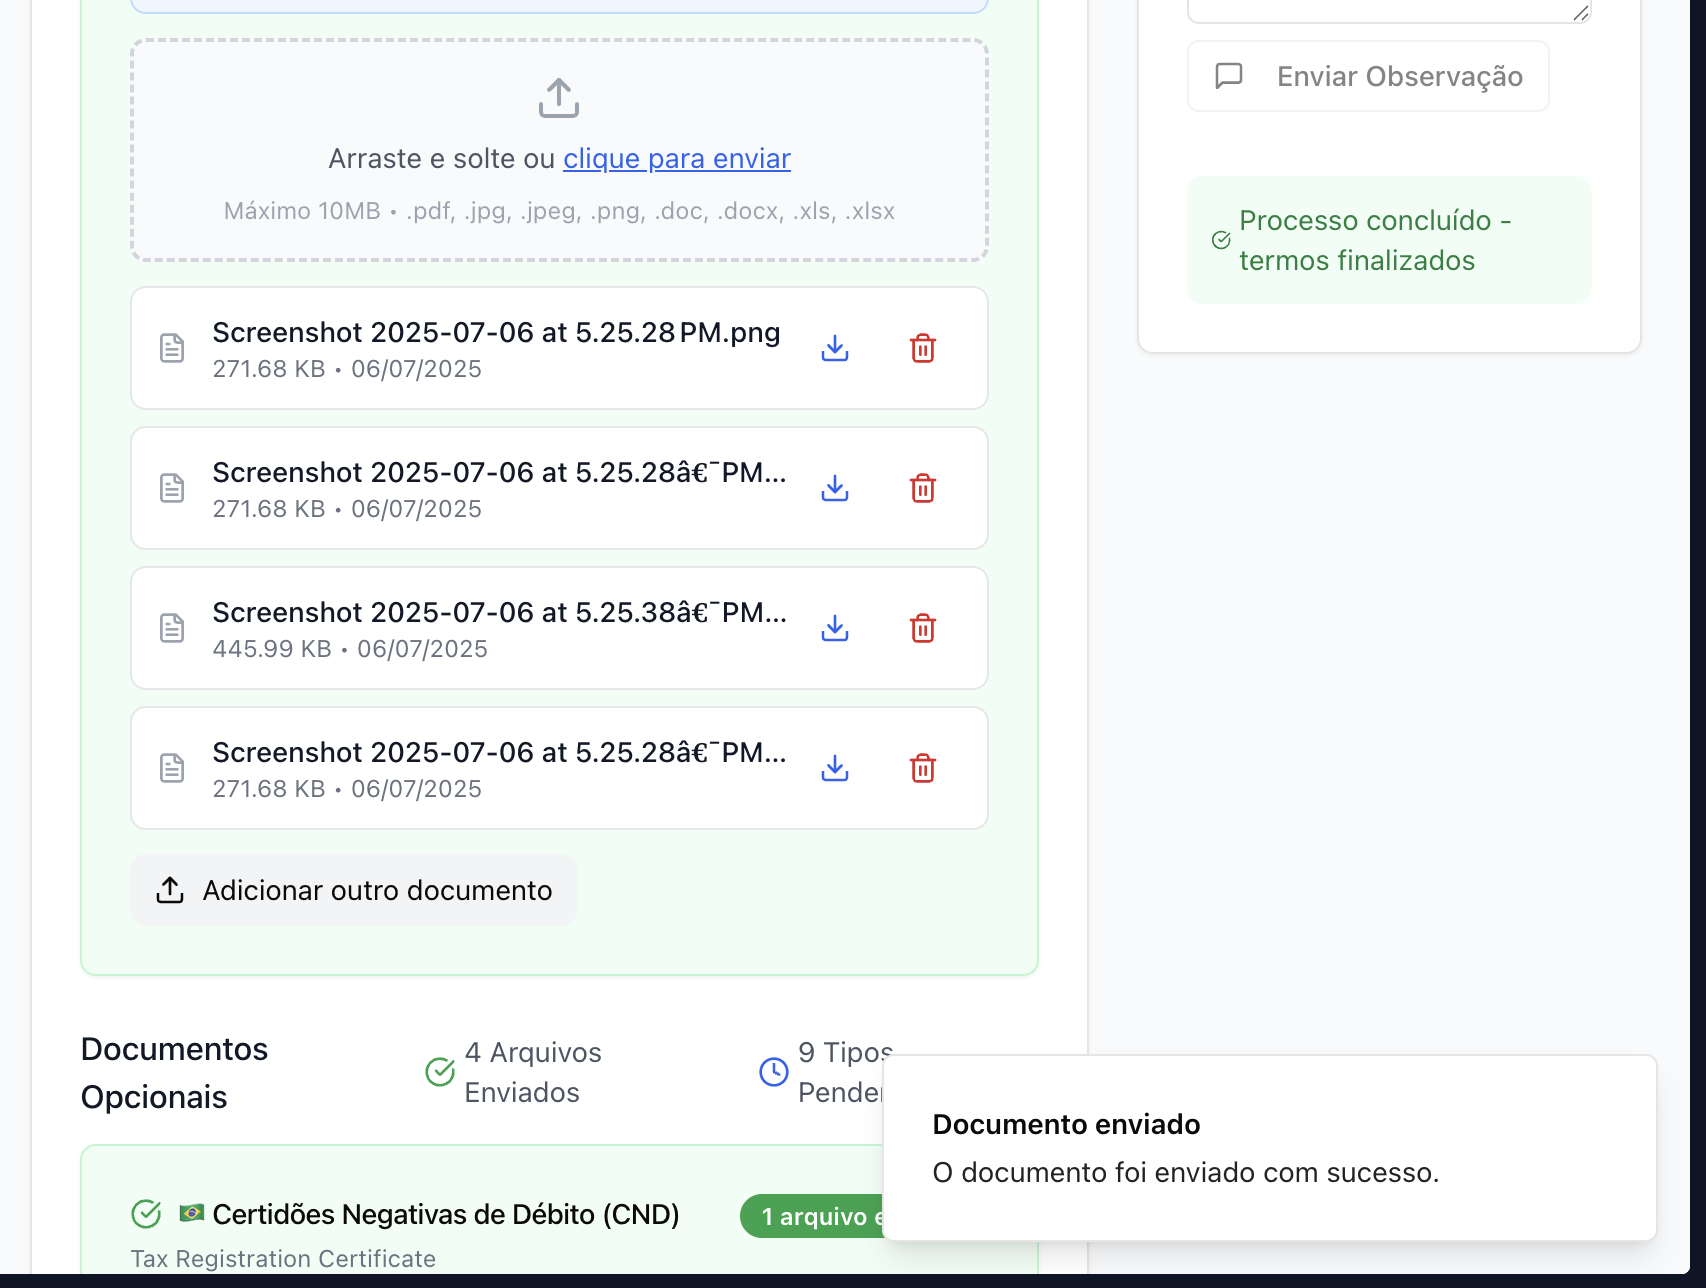 Arraste e solte ou clique para enviar
Máximo 10MB • .pdf, .jpg, .jpeg, .png, .doc, .docx, .xls, .xlsx
Screenshot 2025-07-06 at 5.25.28 PM.png
271.68 KB • 06/07/2025
Screenshot 2025-07-06 at 5.25.28â€¯PM...
271.68 KB • 06/07/2025
Screenshot 2025-07-06 at 5.25.38â€¯PM...
445.99 KB • 06/07/2025
Screenshot 2025-07-06 at 5.25.28â€¯PM...
271.68 KB • 06/07/2025
Adicionar outro documento
Documentos
Opcionais
4 Arquivos
Enviados
9 Tipos
Penden
🇧🇷 Certidões Negativas de Débito (CND)
1 arquivo e
Tax Registration Certificate
Enviar Observação
Processo concluído -
termos finalizados
Documento enviado
O documento foi enviado com sucesso.